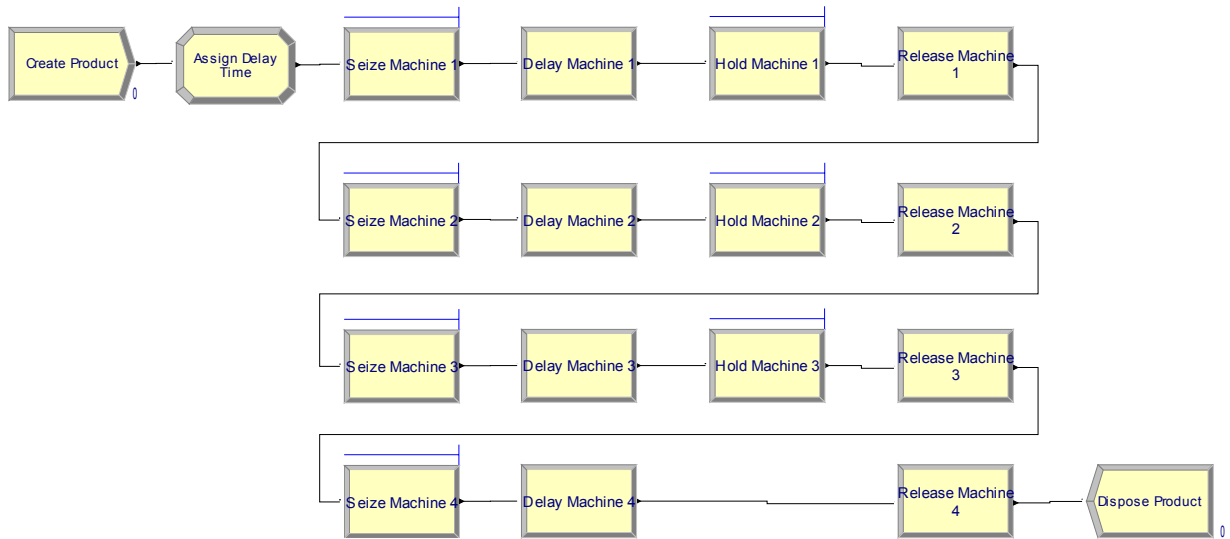 Create Product
0
Assign Delay
Time
Seize Machine 1
Delay Machine 1
Hold Machine 1
Release Machine
1
Seize Machine 2
Delay Machine 2
Hold Machine 2
Release Machine
2
Seize Machine 3
Delay Machine 3
Hold Machine 3
Release Machine
3
Seize Machine 4
Delay Machine 4
Release Machine
4
Dispose Product
0